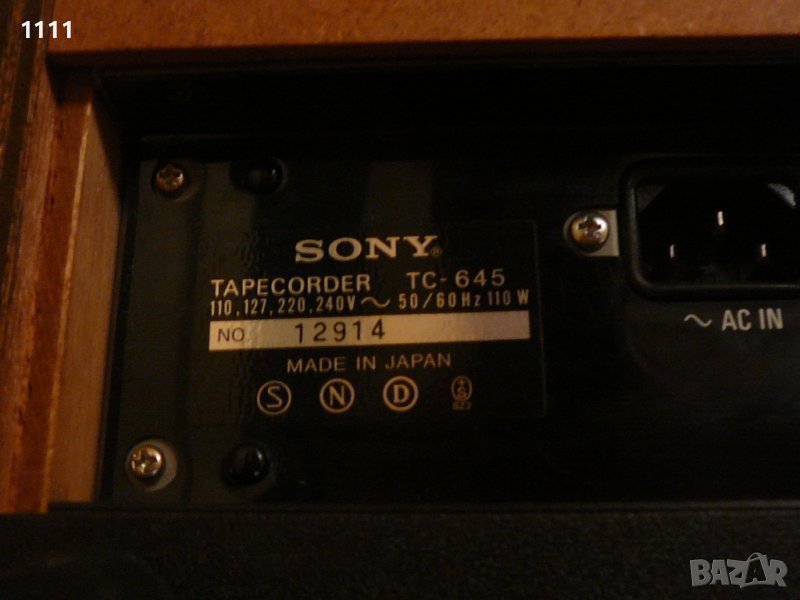 1111
SONY®
TAPECORDER TC-645
110,127,220,240V ~ 50/60Hz 110W
NO. 12914
MADE IN JAPAN
S N D
~ AC IN
BAZAR